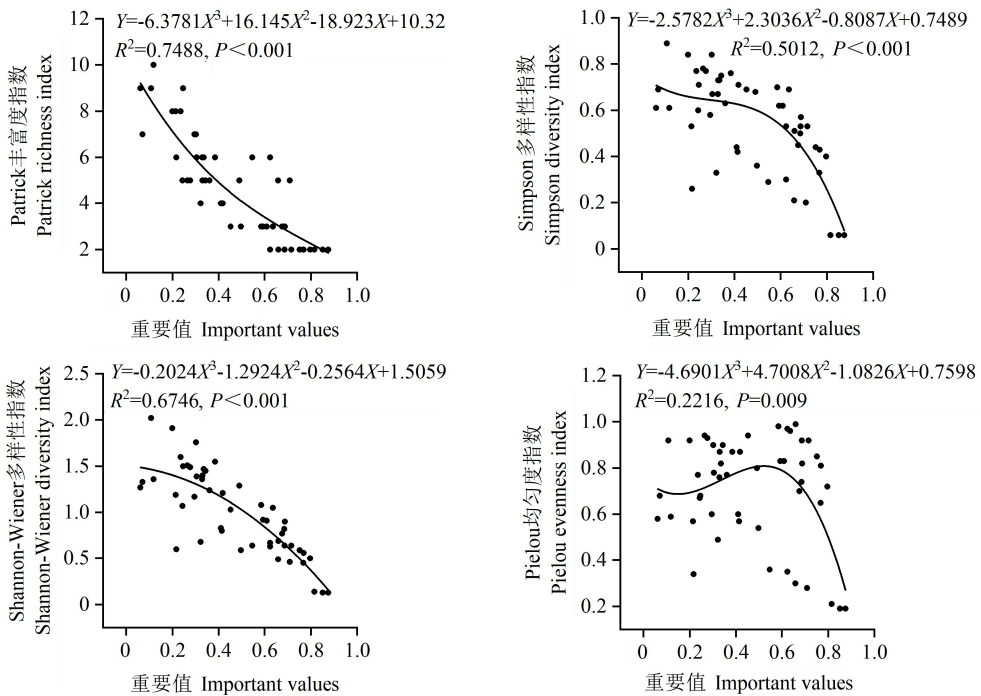 Y=-6.3781X³+16.145X²-18.923X+10.32
R²=0.7488, P＜0.001
12
10
8
6
4
2
Patrick丰富度指数
Patrick richness index
0 0.2 0.4 0.6 0.8 1.0
重要值 Important values
Y=-2.5782X³+2.3036X²-0.8087X+0.7489
R²=0.5012, P＜0.001
1.0
0.8
0.6
0.4
0.2
0
Simpson多样性指数
Simpson diversity index
0 0.2 0.4 0.6 0.8 1.0
重要值 Important values
Y=-0.2024X³-1.2924X²-0.2564X+1.5059
R²=0.6746, P＜0.001
2.5
2.0
1.5
1.0
0.5
0
Shannon-Wiener多样性指数
Shannon-Wiener diversity index
0 0.2 0.4 0.6 0.8 1.0
重要值 Important values
Y=-4.6901X³+4.7008X²-1.0826X+0.7598
R²=0.2216, P=0.009
1.2
1.0
0.8
0.6
0.4
0.2
Pielou均匀度指数
Pielou evenness index
0 0.2 0.4 0.6 0.8 1.0
重要值 Important values